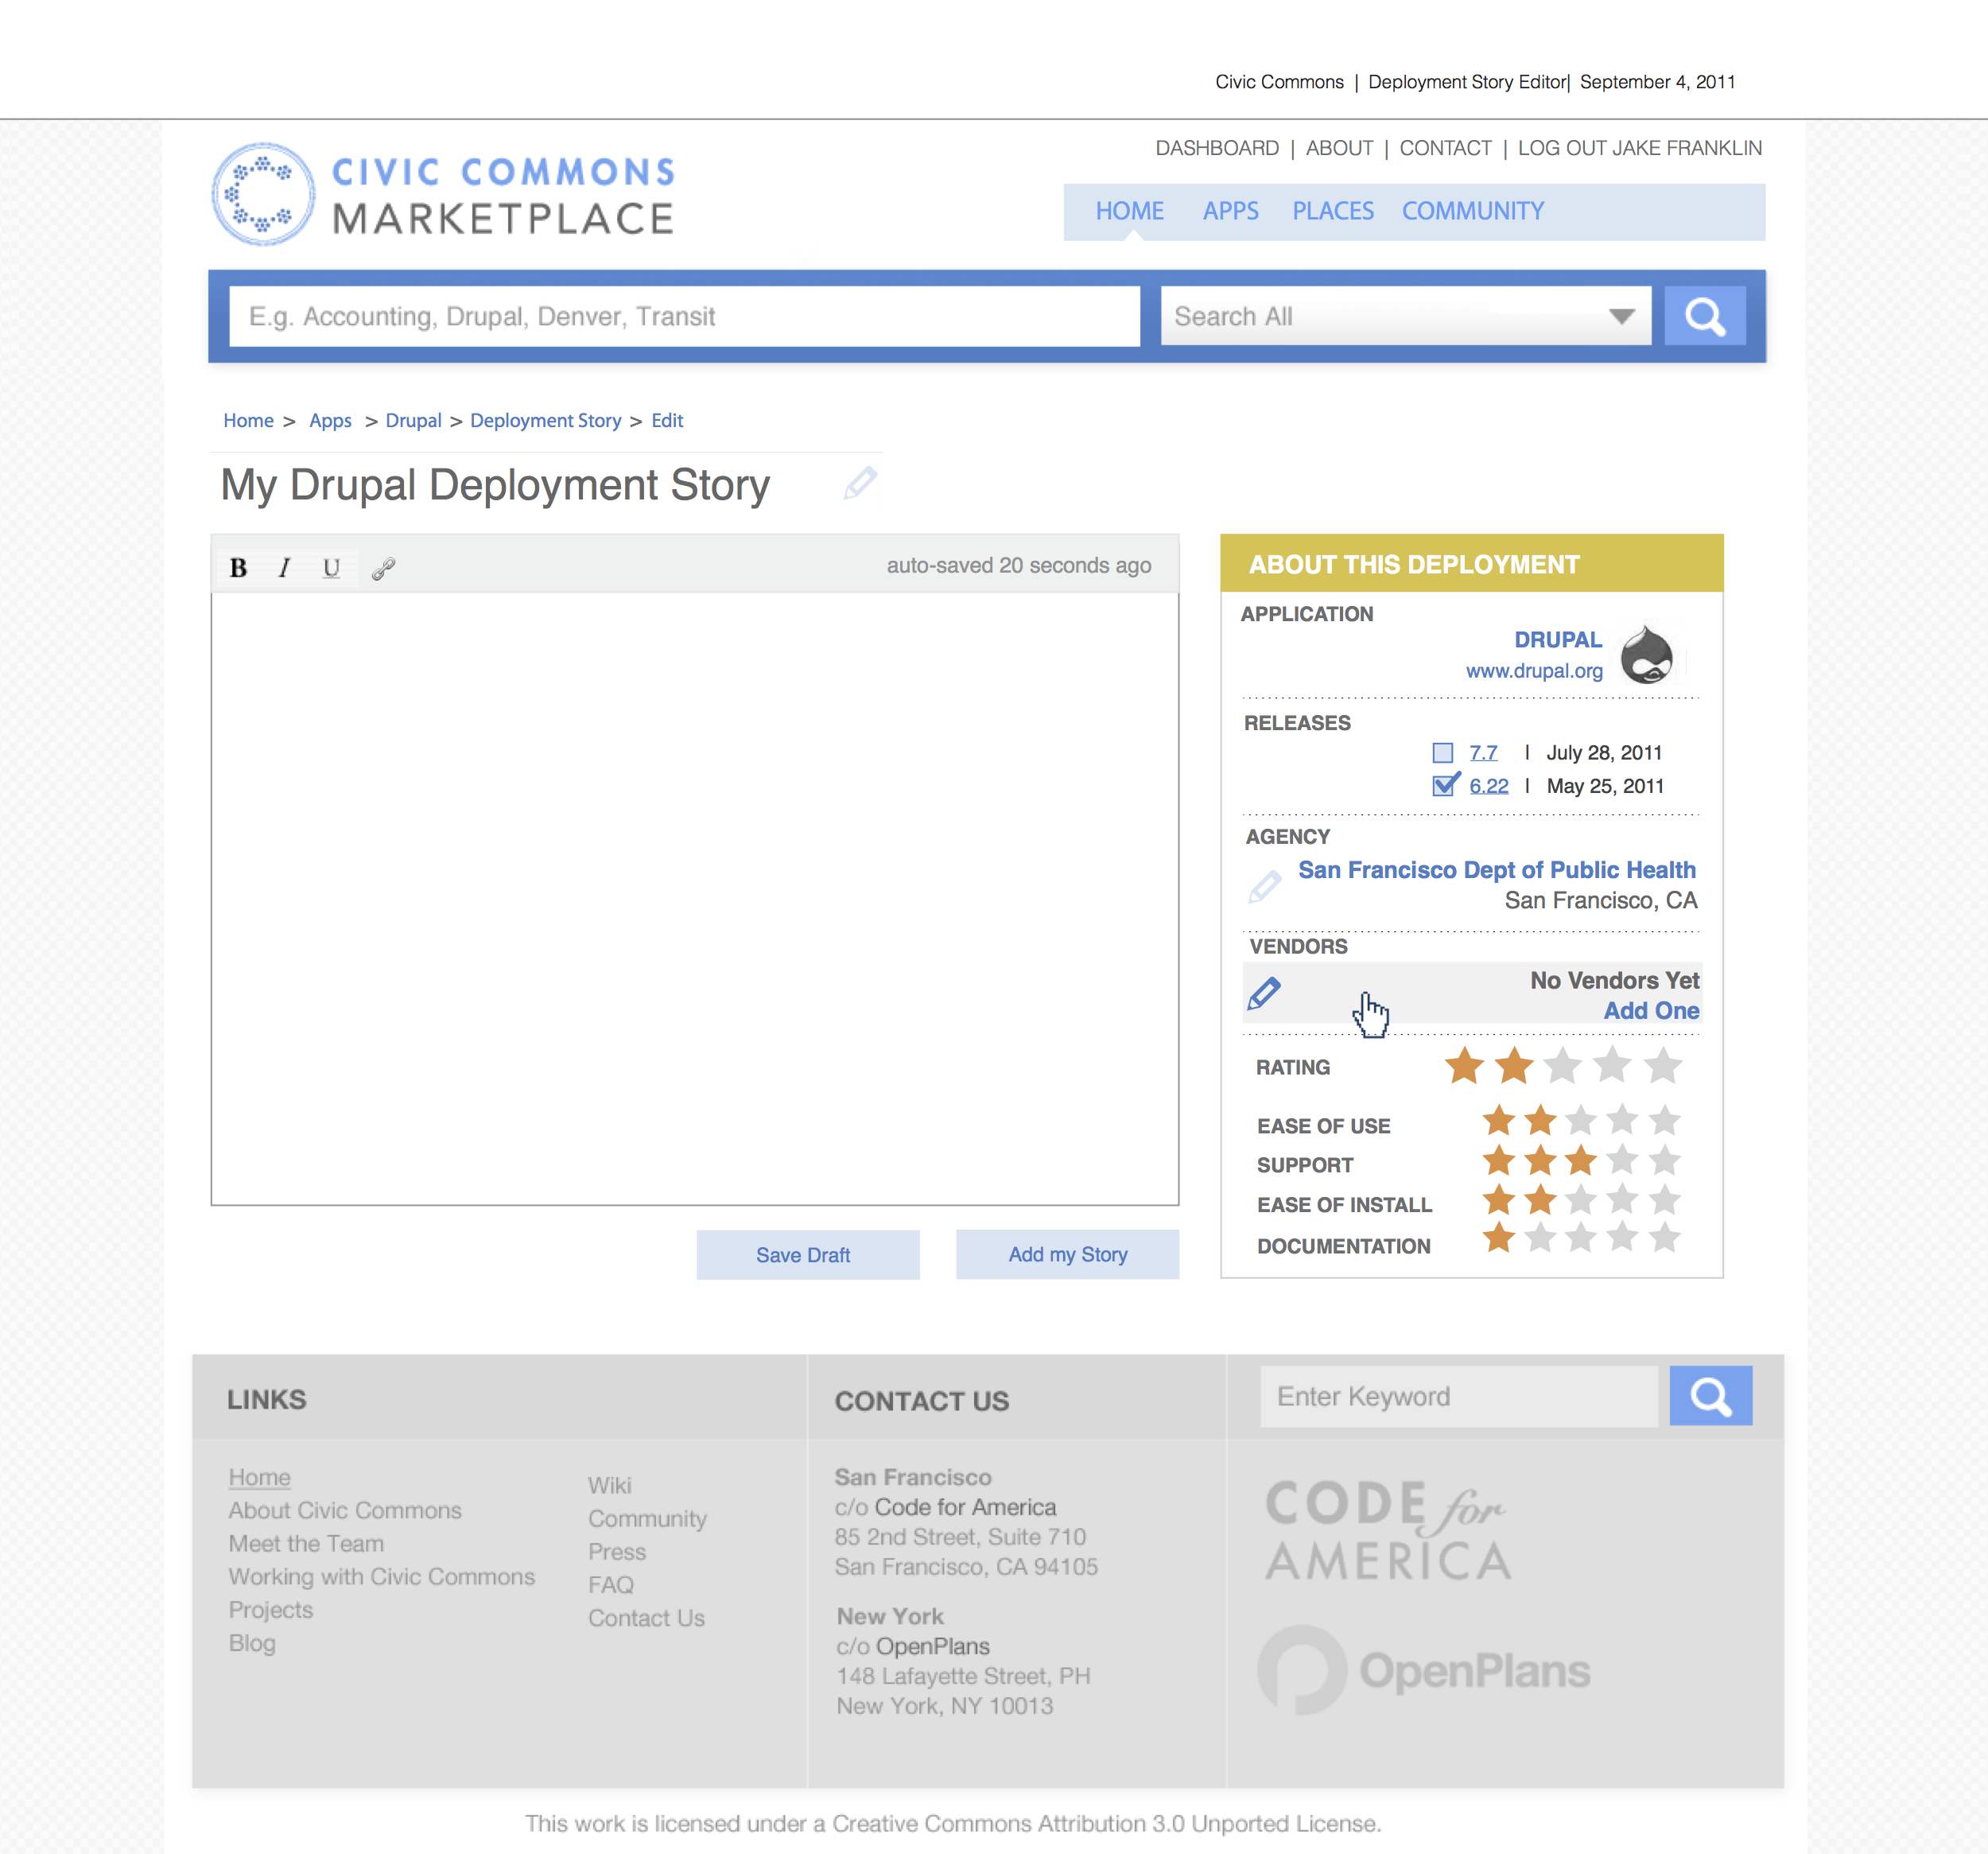 Civic Commons | Deployment Story Editor| September 4, 2011
DASHBOARD | ABOUT | CONTACT | LOG OUT JAKE FRANKLIN
CIVIC COMMONS
MARKETPLACE
HOME APPS PLACES COMMUNITY
E.g. Accounting, Drupal, Denver, Transit
Search All
Home > Apps > Drupal > Deployment Story > Edit
My Drupal Deployment Story
B I U
auto-saved 20 seconds ago
Save Draft
Add my Story
ABOUT THIS DEPLOYMENT
APPLICATION
DRUPAL
www.drupal.org
RELEASES
7.7 | July 28, 2011
6.22 | May 25, 2011
AGENCY
San Francisco Dept of Public Health
San Francisco, CA
VENDORS
No Vendors Yet
Add One
RATING
EASE OF USE
SUPPORT
EASE OF INSTALL
DOCUMENTATION
LINKS
Home
About Civic Commons
Meet the Team
Working with Civic Commons
Projects
Blog
Wiki
Community
Press
FAQ
Contact Us
CONTACT US
San Francisco
c/o Code for America
85 2nd Street, Suite 710
San Francisco, CA 94105
New York
c/o OpenPlans
148 Lafayette Street, PH
New York, NY 10013
Enter Keyword
CODE for
AMERICA
OpenPlans
This work is licensed under a Creative Commons Attribution 3.0 Unported License.